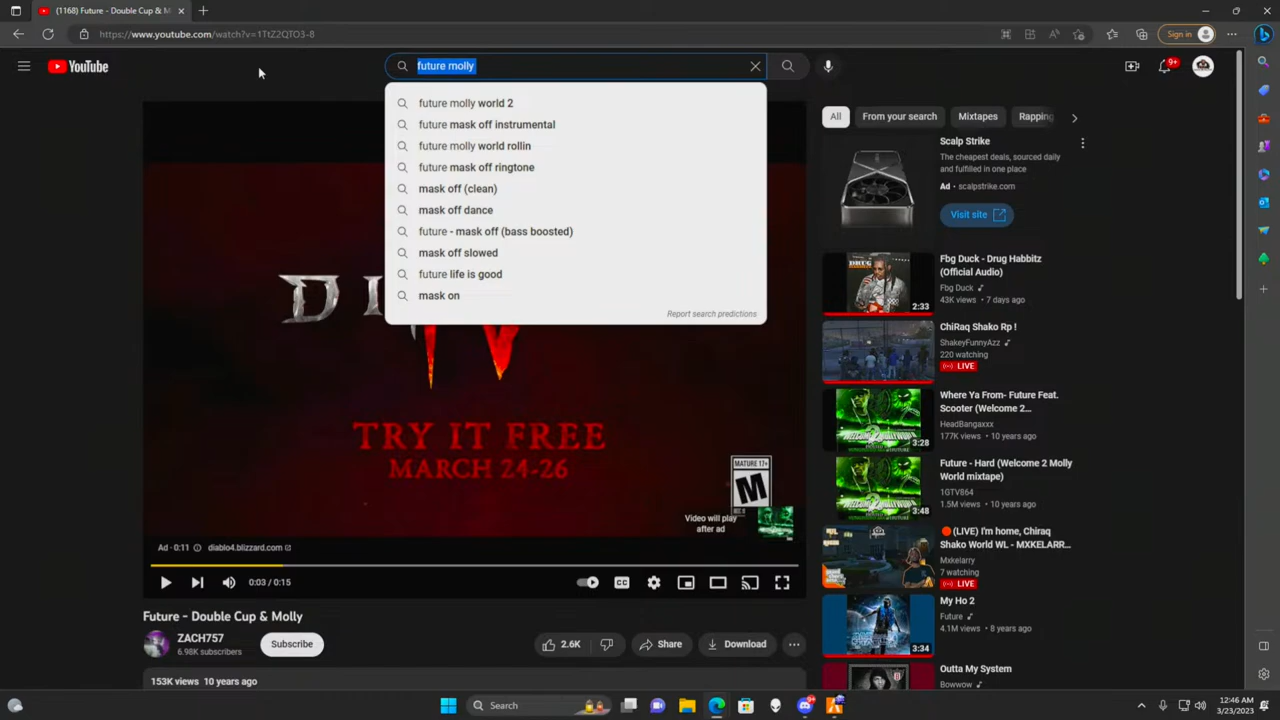 (1168) Future - Double Cup & M
https://www.youtube.com/watch?v=1TtZ2QTO3-8
Sign in
YouTube
future molly
9+
future molly world 2
future mask off instrumental
future molly world rollin
future mask off ringtone
mask off (clean)
mask off dance
future - mask off (bass boosted)
mask off slowed
future life is good
mask on
Report search predictions
TRY IT FREE
MARCH 24-26
MATURE 17+
M
Video will play
after ad
Ad · 0:11
diablo4.blizzard.com
0:03 / 0:15
CC
Future - Double Cup & Molly
ZACH757
6.98K subscribers
Subscribe
2.6K
Share
Download
153K views 10 years ago
All
From your search
Mixtapes
Rapping
Scalp Strike
The cheapest deals, sourced daily
and fulfilled in one place
Ad · scalpstrike.com
Visit site
Fbg Duck - Drug Habbitz
(Official Audio)
Fbg Duck
43K views · 7 days ago
2:33
ChiRaq Shako Rp !
ShakeyFunnyAzz
220 watching
LIVE
Where Ya From- Future Feat.
Scooter (Welcome 2...
HeadBangaxxx
177K views · 10 years ago
3:28
Future - Hard (Welcome 2 Molly
World mixtape)
1GTV864
1.5M views · 10 years ago
3:48
(LIVE) I'm home, Chiraq
Shako World WL - MXKELARR...
Mxkelarry
7 watching
LIVE
My Ho 2
Future
4.1M views · 8 years ago
3:34
Outta My System
Bowwow
Search
9+
12:46 AM
3/23/2023